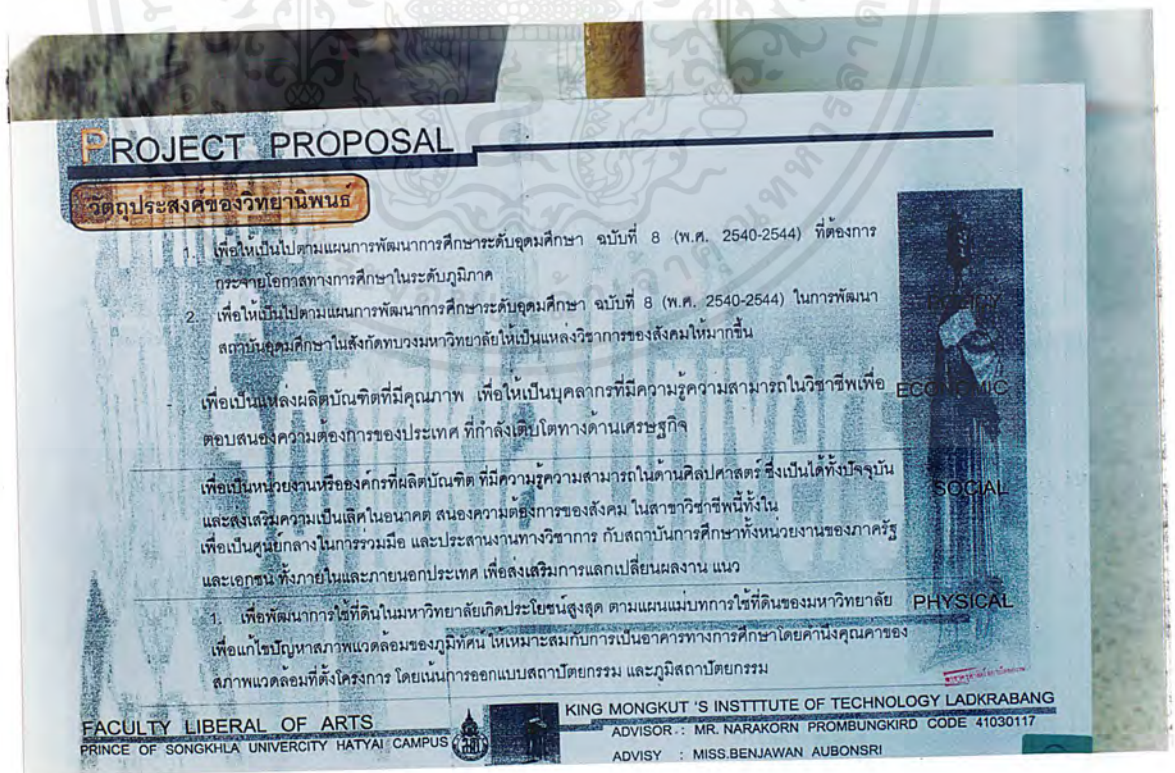 PROJECT PROPOSAL
วัตถุประสงค์ของวิทยานิพนธ์
1. เพื่อให้เป็นไปตามแผนการพัฒนาการศึกษาระดับอุดมศึกษา ฉบับที่ 8 (พ.ศ. 2540-2544) ที่ต้องการ
กระจายโอกาสทางการศึกษาในระดับภูมิภาค
2. เพื่อให้เป็นไปตามแผนการพัฒนาการศึกษาระดับอุดมศึกษา ฉบับที่ 8 (พ.ศ. 2540-2544) ในการพัฒนา
สถาบันอุดมศึกษาในสังกัดทบวงมหาวิทยาลัยให้เป็นแหล่งวิชาการของสังคมให้มากขึ้น
POLICY
เพื่อเป็นแหล่งผลิตบัณฑิตที่มีคุณภาพ เพื่อให้เป็นบุคลากรที่มีความรู้ความสามารถในวิชาชีพเพื่อ
ECONOMIC
ตอบสนองความต้องการของประเทศ ที่กำลังเติบโตทางด้านเศรษฐกิจ
เพื่อเป็นหน่วยงานหรือองค์กรที่ผลิตบัณฑิต ที่มีความรู้ความสามารถในด้านศิลปศาสตร์ ซึ่งเป็นได้ทั้งปัจจุบัน
SOCIAL
และส่งเสริมความเป็นเลิศในอนาคต สนองความต้องการของสังคม ในสาขาวิชาชีพนี้ทั้งใน
เพื่อเป็นศูนย์กลางในการรวมมือ และประสานงานทางวิชาการ กับสถาบันการศึกษาทั้งหน่วยงานของภาครัฐ
และเอกชน ทั้งภายในและภายนอกประเทศ เพื่อส่งเสริมการแลกเปลี่ยนผลงาน แนว
1. เพื่อพัฒนาการใช้ที่ดินในมหาวิทยาลัยเกิดประโยชน์สูงสุด ตามแผนแม่บทการใช้ที่ดินของมหาวิทยาลัย
PHYSICAL
เพื่อแก้ไขปัญหาสภาพแวดล้อมของภูมิทัศน์ ให้เหมาะสมกับการเป็นอาคารทางการศึกษาโดยคำนึงคุณคาของ
สภาพแวดล้อมที่ตั้งโครงการ โดยเน้นการออกแบบสถาปัตยกรรม และภูมิสถาปัตยกรรม
FACULTY LIBERAL OF ARTS
PRINCE OF SONGKHLA UNIVERCITY HATYAI CAMPUS
KING MONGKUT 'S INSTTTUTE OF TECHNOLOGY LADKRABANG
ADVISOR : MR. NARAKORN PROMBUNGKIRD CODE 41030117
ADVISY : MISS.BENJAWAN AUBONSRI